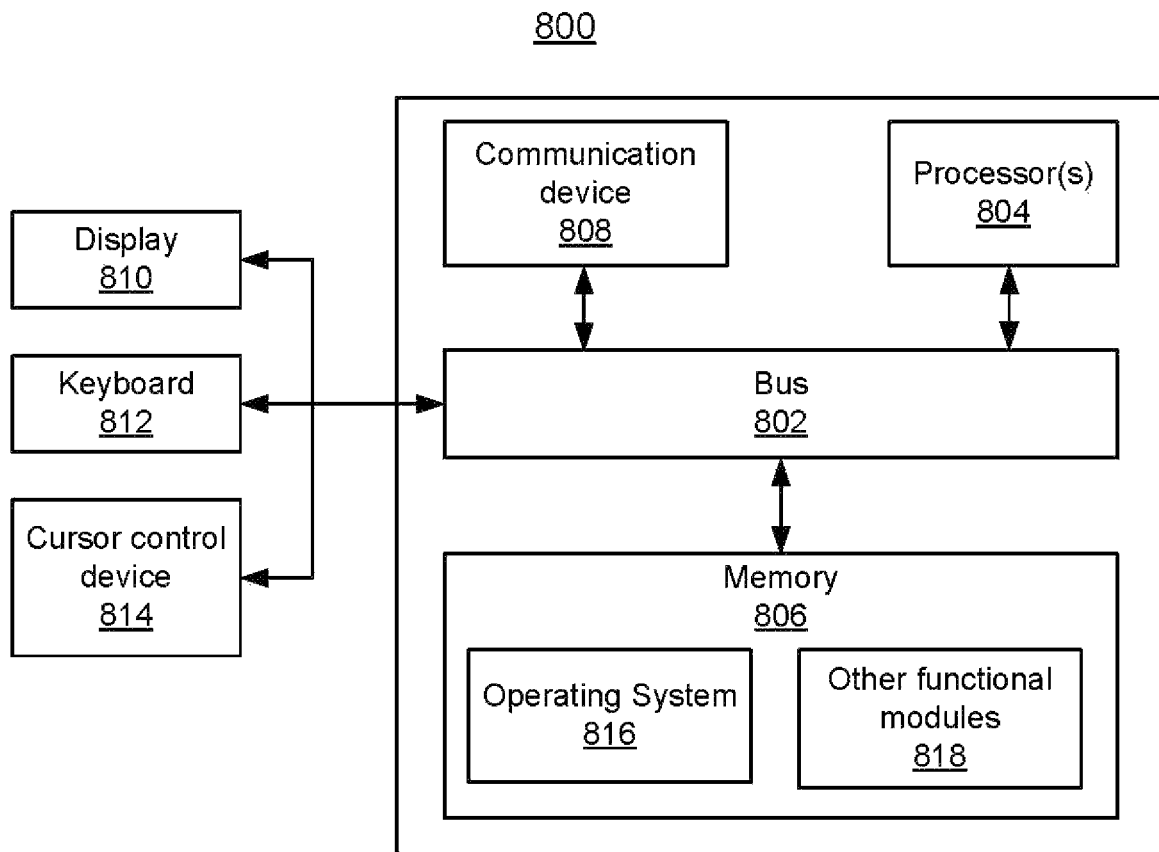 800
Communication
device
808
Processor(s)
804
Display
810
Keyboard
812
Cursor control
device
814
Bus
802
Memory
806
Operating System
816
Other functional
modules
818